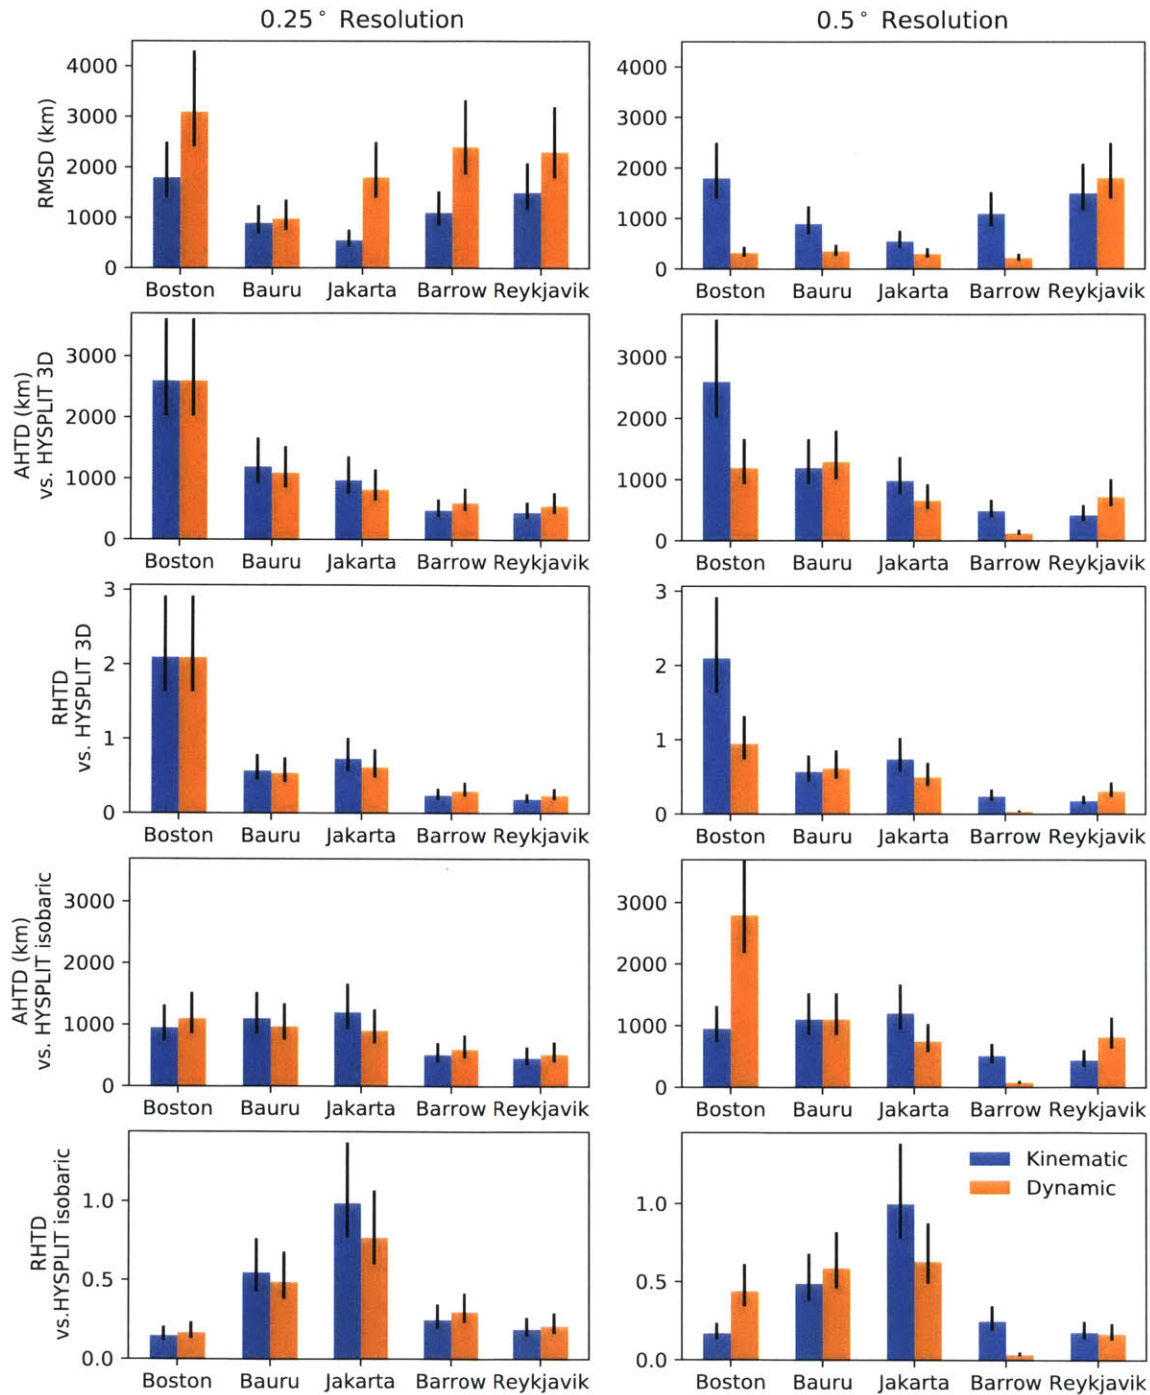 0.25° Resolution
0.5° Resolution
RMSD (km)
4000
3000
2000
1000
0
Boston Bauru Jakarta Barrow Reykjavik
4000
3000
2000
1000
0
Boston Bauru Jakarta Barrow Reykjavik
AHTD (km)
vs. HYSPLIT 3D
3000
2000
1000
0
Boston Bauru Jakarta Barrow Reykjavik
3000
2000
1000
0
Boston Bauru Jakarta Barrow Reykjavik
RHTD
vs. HYSPLIT 3D
3
2
1
0
Boston Bauru Jakarta Barrow Reykjavik
3
2
1
0
Boston Bauru Jakarta Barrow Reykjavik
AHTD (km)
vs. HYSPLIT isobaric
3000
2000
1000
0
Boston Bauru Jakarta Barrow Reykjavik
3000
2000
1000
0
Boston Bauru Jakarta Barrow Reykjavik
RHTD
vs.HYSPLIT isobaric
1.0
0.5
0.0
Boston Bauru Jakarta Barrow Reykjavik
Kinematic
Dynamic
1.0
0.5
0.0
Boston Bauru Jakarta Barrow Reykjavik